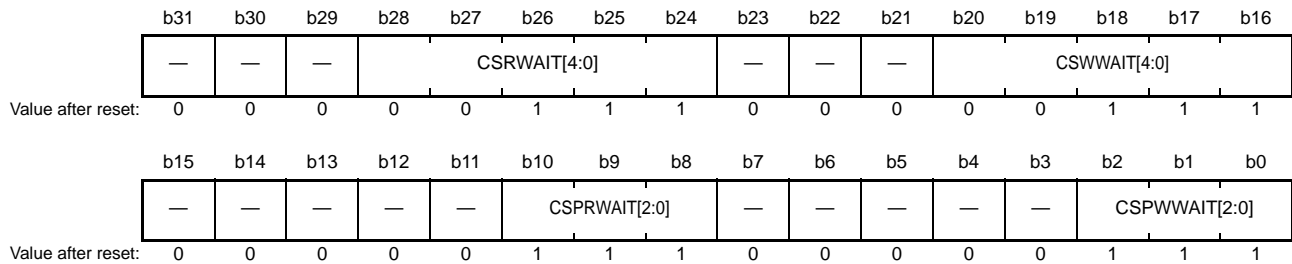 b31 b30 b29 b28 b27 b26 b25 b24 b23 b22 b21 b20 b19 b18 b17 b16
— — — CSRWAIT[4:0] — — — CSWWAIT[4:0]
Value after reset: 0 0 0 0 0 1 1 1 0 0 0 0 0 1 1 1
b15 b14 b13 b12 b11 b10 b9 b8 b7 b6 b5 b4 b3 b2 b1 b0
— — — — — CSPRWAIT[2:0] — — — — — CSPWWAIT[2:0]
Value after reset: 0 0 0 0 0 1 1 1 0 0 0 0 0 1 1 1